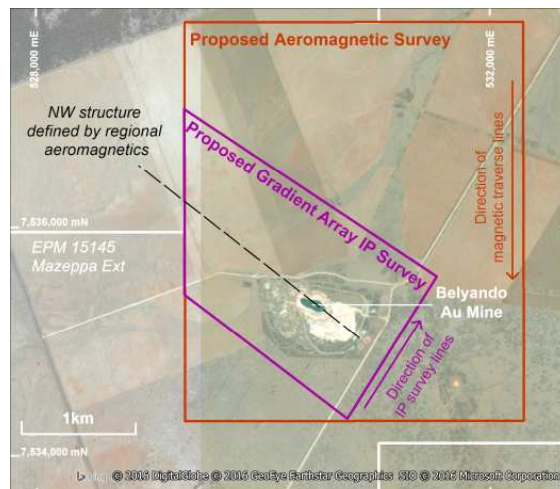 Proposed Aeromagnetic Survey
528,000 mE
532,000 mE
NW structure
defined by regional
aeromagnetics
Proposed Gradient Array IP Survey
Direction of
magnetic traverse lines
7,536,000 mN
EPM 15145
Mazeppa Ext
Belyando
Au Mine
Direction of
IP survey lines
1km
7,534,000 mN
© 2016 DigitalGlobe © 2016 GeoEye Earthstar Geographics SIO © 2016 Microsoft Corporation